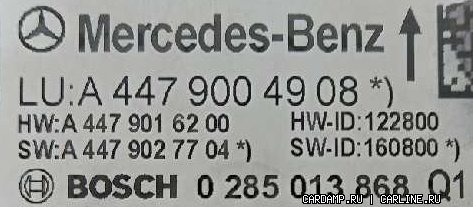 Mercedes-Benz
LU:A 447 900 49 08 *)
HW:A 447 901 62 00 HW-ID:122800
SW:A 447 902 77 04 *) SW-ID:160800 *)
BOSCH 0 285 013 868 Q1
CARDAMP.RU | CARLINE.RU